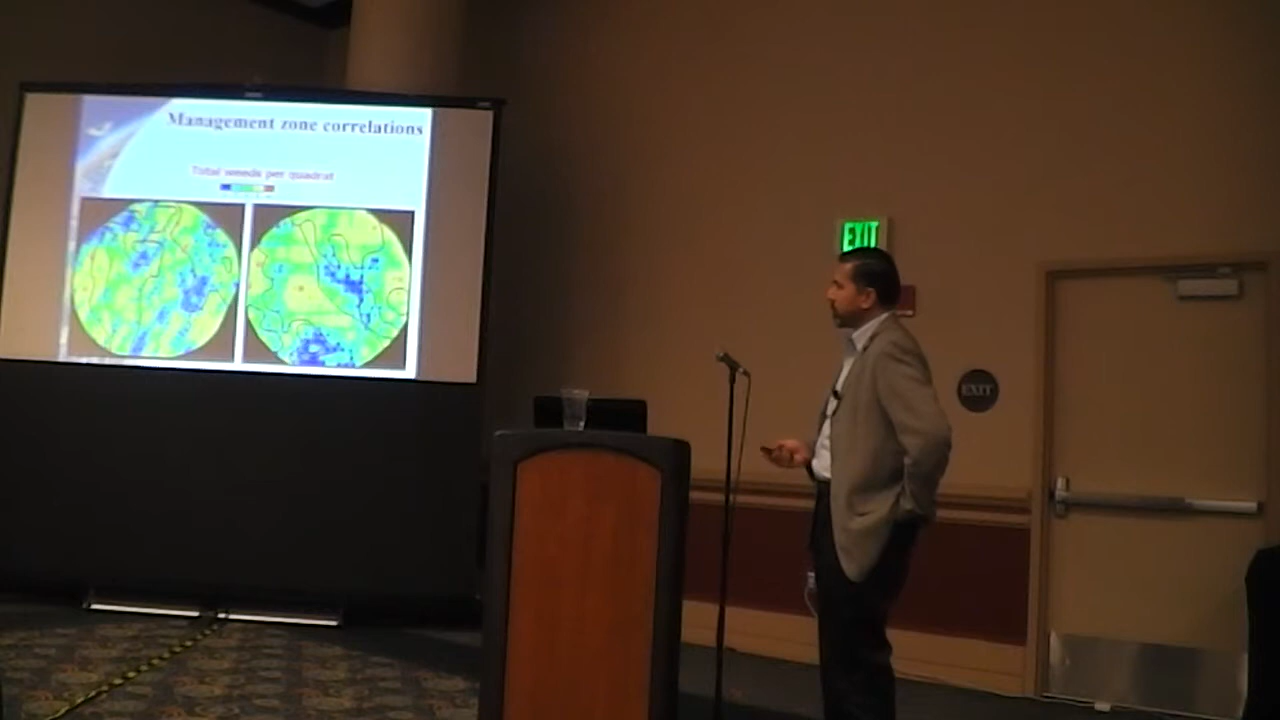 Management zone correlations
Total weeds per quadrat
EXIT
EXIT